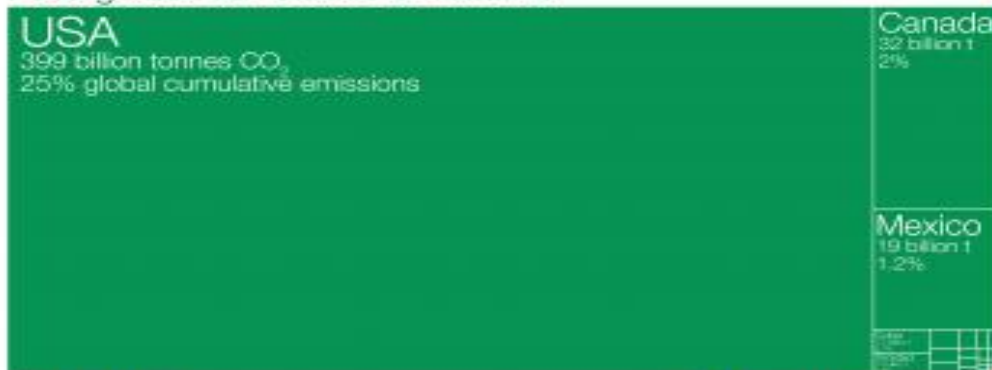 USA
399 billion tonnes CO₂
25% global cumulative emissions
Canada
32 billion t
2%
Mexico
19 billion t
1.2%